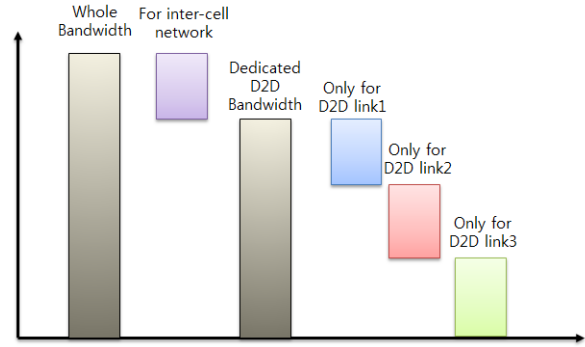 Whole
Bandwidth
For inter-cell
network
Dedicated
D2D
Bandwidth
Only for
D2D link1
Only for
D2D link2
Only for
D2D link3